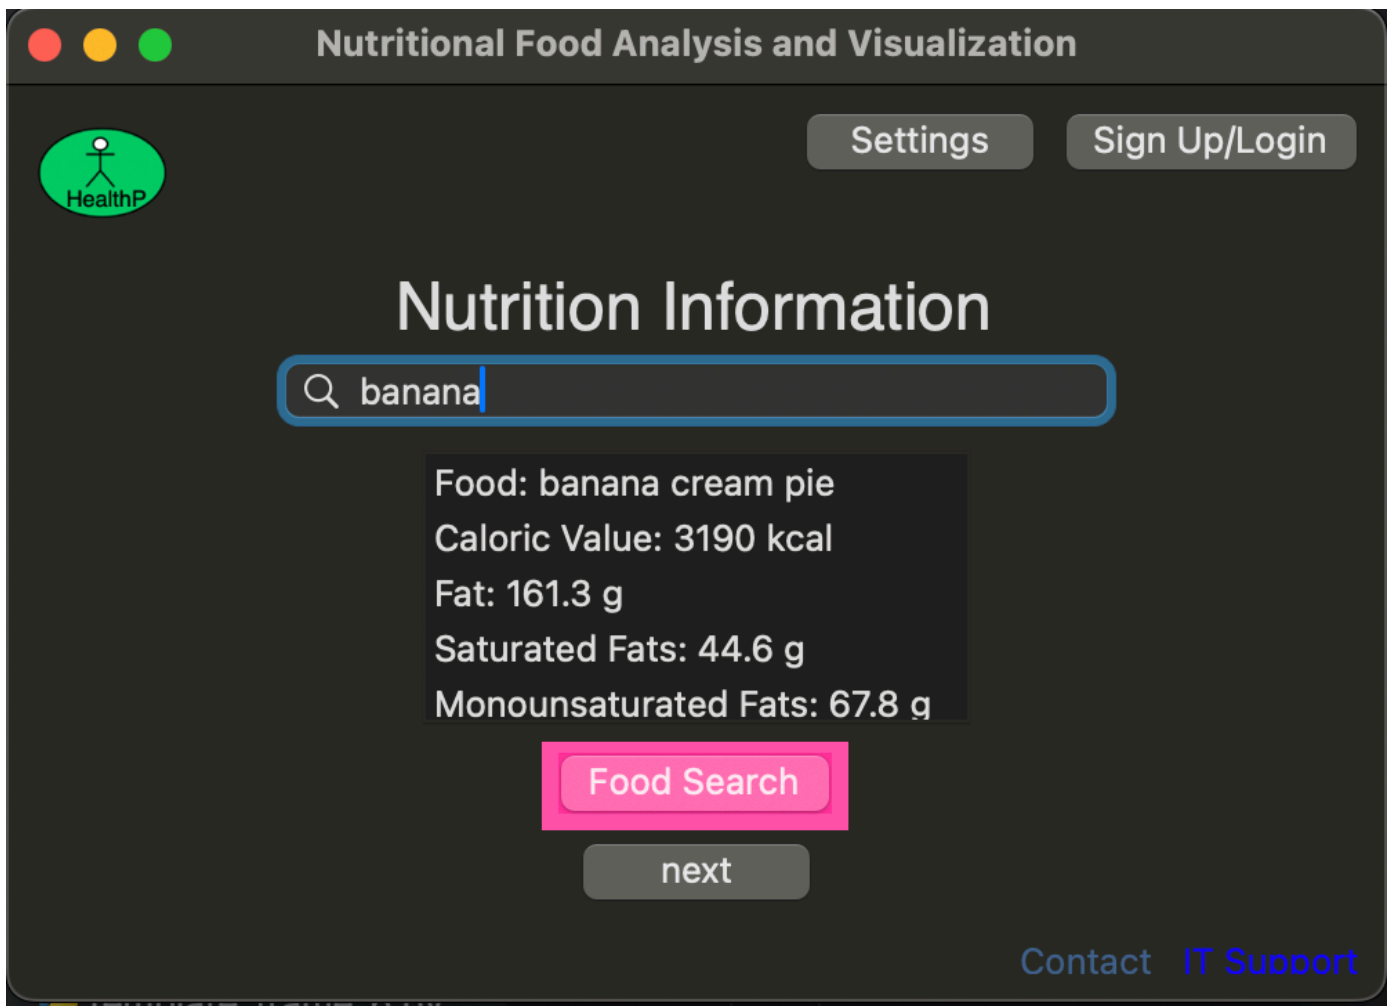 Nutritional Food Analysis and Visualization
Settings
Sign Up/Login
HealthP
Nutrition Information
banana
Food: banana cream pie
Caloric Value: 3190 kcal
Fat: 161.3 g
Saturated Fats: 44.6 g
Monounsaturated Fats: 67.8 g
Food Search
next
Contact
IT Support